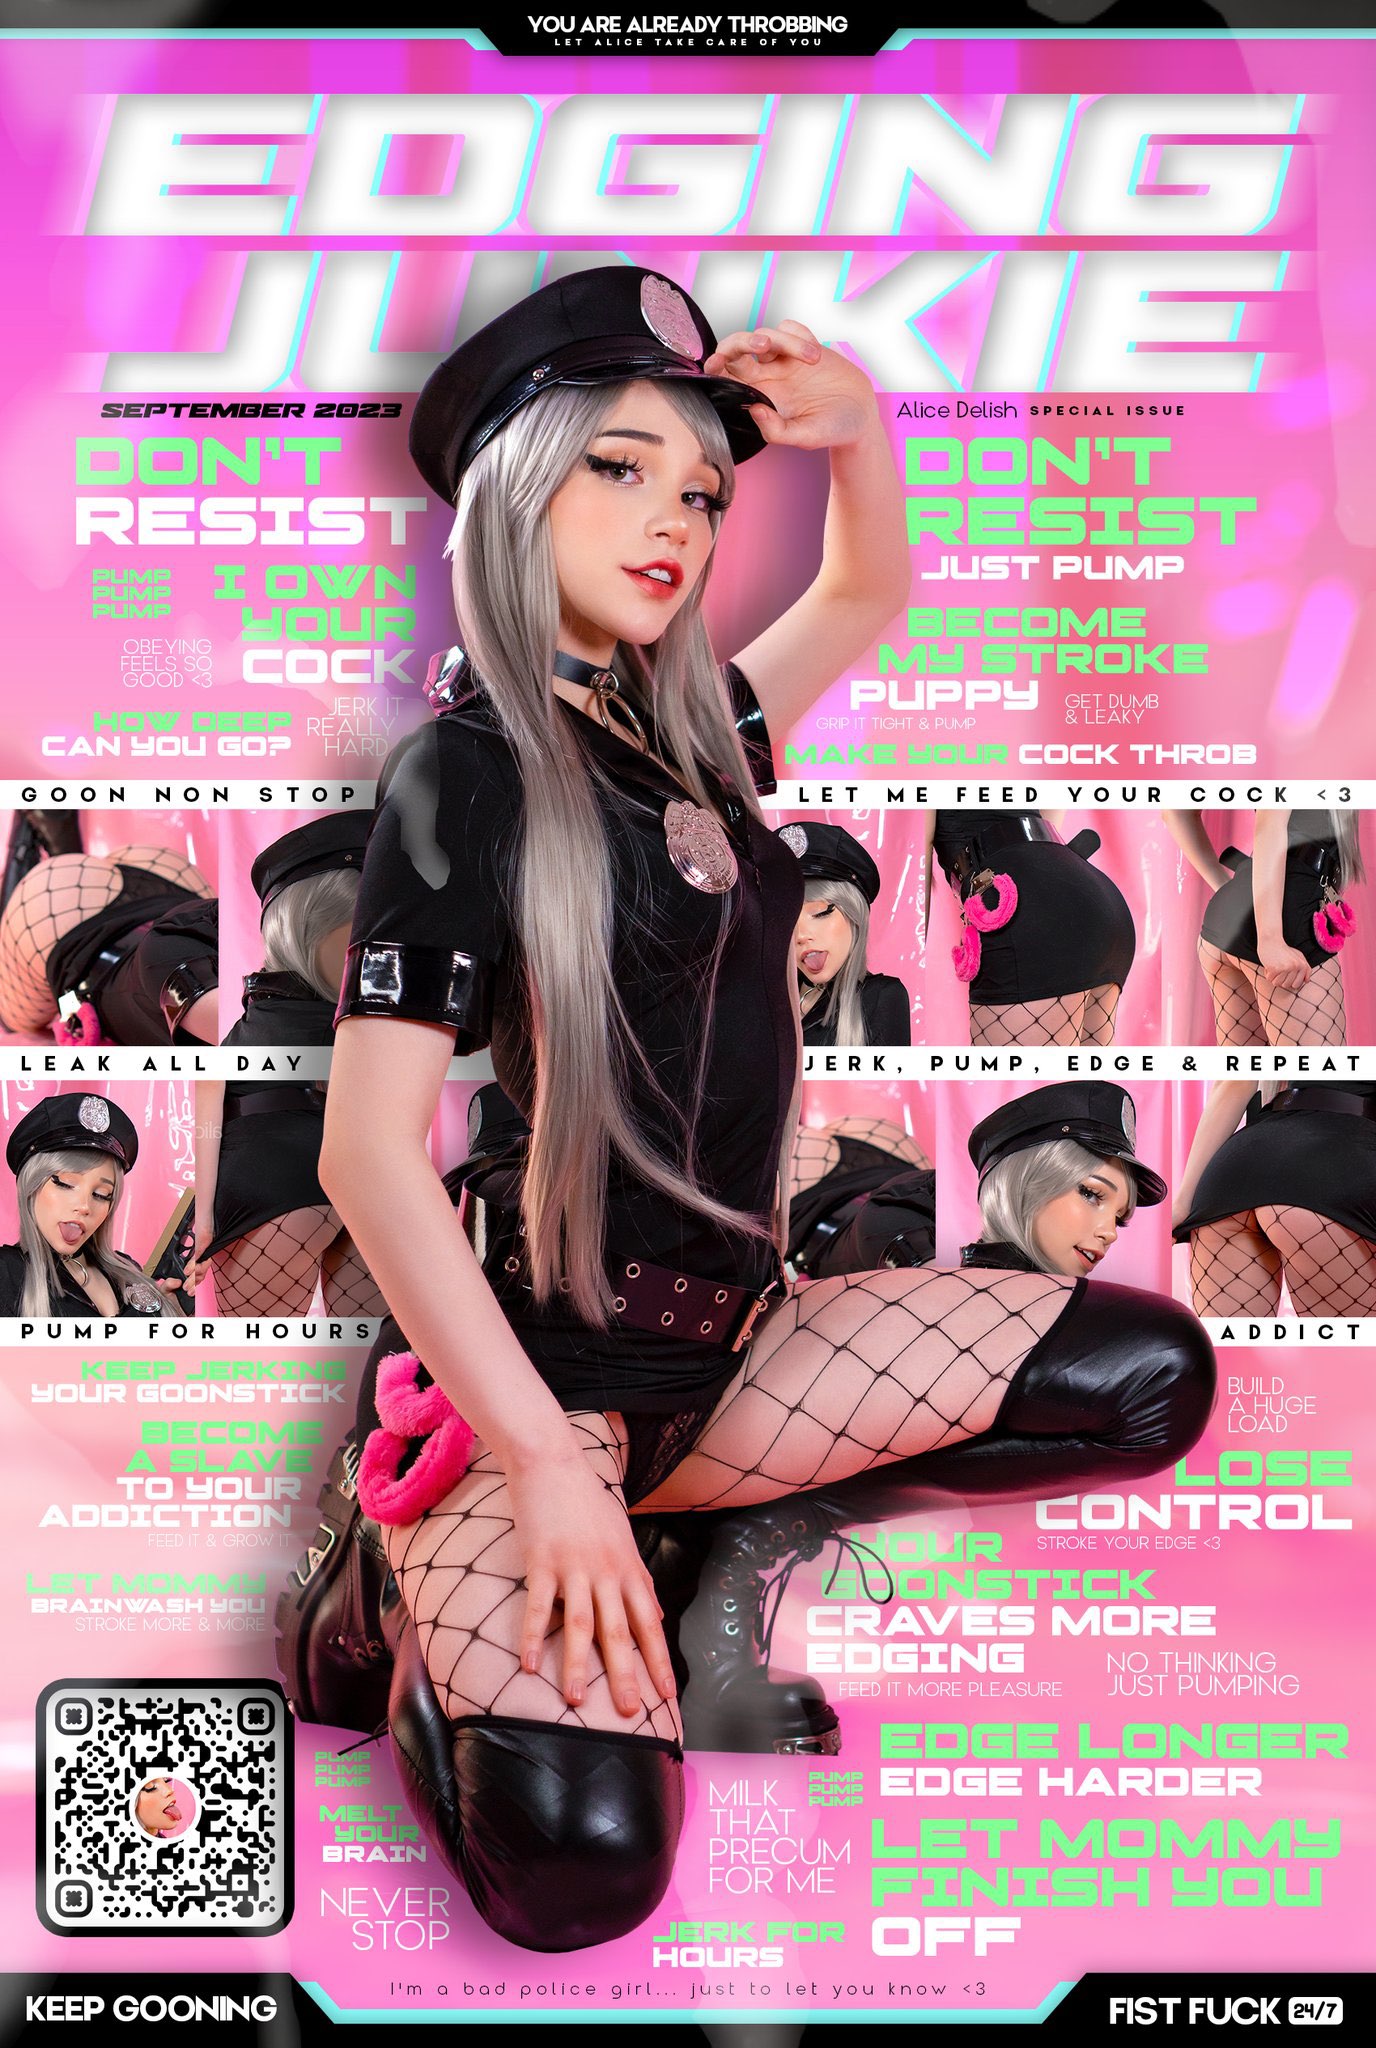 YOU ARE ALREADY THROBBING
LET ALICE TAKE CARE OF YOU
EDGING
JUNKIE
SEPTEMBER 2023
Alice Delish SPECIAL ISSUE
DON'T
RESIST
PUMP
PUMP
PUMP
I OWN
YOUR
COCK
OBEYING
FEELS SO
GOOD <3
JERK IT
REALLY
HARD
HOW DEEP
CAN YOU GO?
DON'T
RESIST
JUST PUMP
BECOME
MY STROKE
PUPPY
GRIP IT TIGHT & PUMP
GET DUMB
& LEAKY
MAKE YOUR COCK THROB
GOON NON STOP
LET ME FEED YOUR COCK <3
LEAK ALL DAY
JERK, PUMP, EDGE & REPEAT
PUMP FOR HOURS
ADDICT
KEEP JERKING
YOUR GOONSTICK
BECOME
A SLAVE
TO YOUR
ADDICTION
FEED IT & GROW IT
LET MOMMY
BRAINWASH YOU
STROKE MORE & MORE
BUILD
A HUGE
LOAD
LOSE
CONTROL
STROKE YOUR EDGE <3
YOUR
GOONSTICK
CRAVES MORE
EDGING
FEED IT MORE PLEASURE
NO THINKING
JUST PUMPING
PUMP
PUMP
PUMP
MELT
YOUR
BRAIN
NEVER
STOP
MILK
THAT
PRECUM
FOR ME
PUMP
PUMP
PUMP
EDGE LONGER
EDGE HARDER
LET MOMMY
FINISH YOU
OFF
JERK FOR
HOURS
I'm a bad police girl... just to let you know <3
KEEP GOONING
FIST FUCK 24/7